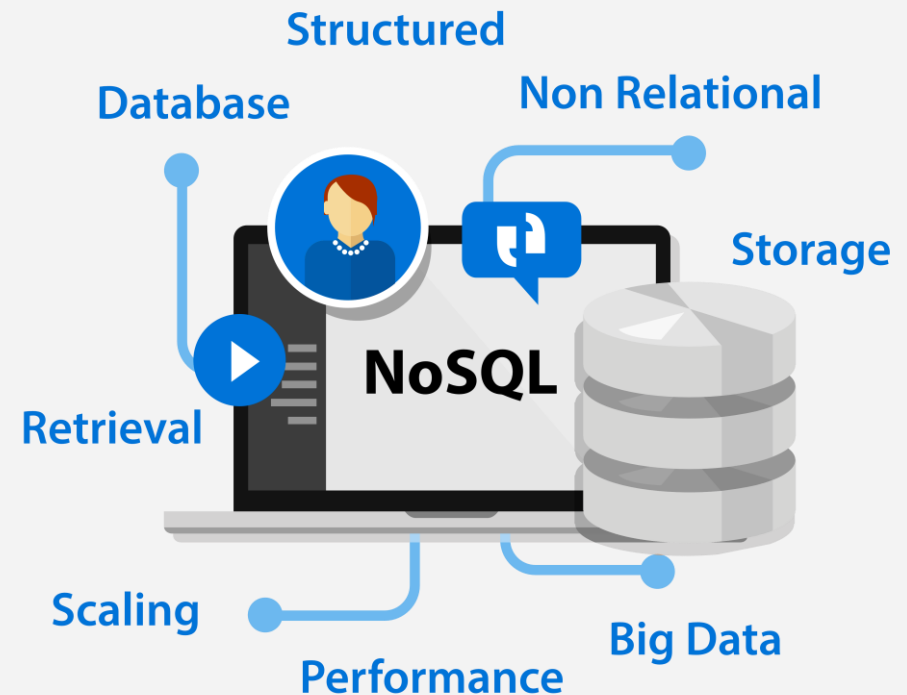 Structured
Database
Non Relational
Storage
NoSQL
Retrieval
Scaling
Big Data
Performance